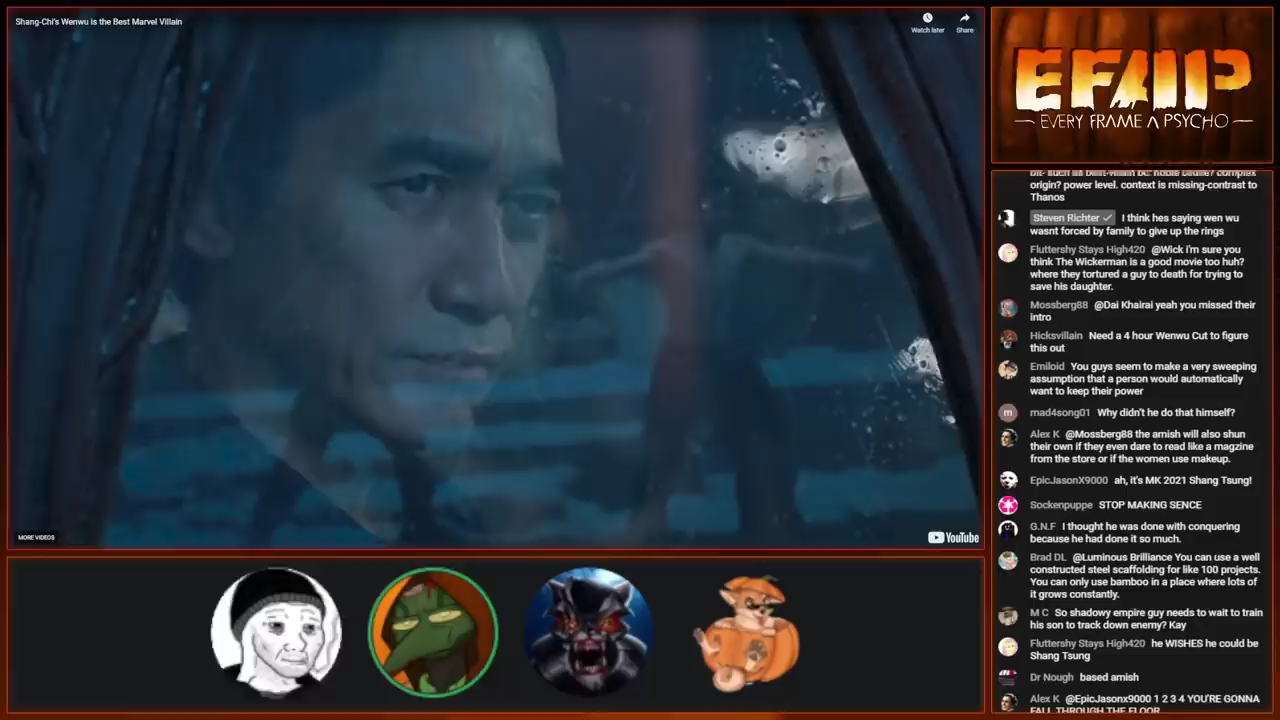 Shang-Chi's Wenwu is the Best Marvel Villain
Watch later
Share
MORE VIDEOS
YouTube
EFAP
EVERY FRAME A PSYCHO
origin? power level. context is missing-contrast to
Thanos
Steven Richter ✓ I think hes saying wen wu
wasnt forced by family to give up the rings
Fluttershy Stays High420 @Wick i'm sure you
think The Wickerman is a good movie too huh?
where they tortured a guy to death for trying to
save his daughter.
Mossberg88 @Dai Khairai yeah you missed their
intro
Hicksvillain Need a 4 hour Wenwu Cut to figure
this out
Emiloid You guys seem to make a very sweeping
assumption that a person would automatically
want to keep their power
m mad4song01 Why didn't he do that himself?
Alex K @Mossberg88 the amish will also shun
their own if they even dare to read like a magzine
from the store or if the women use makeup.
EpicJasonX9000 ah, it's MK 2021 Shang Tsung!
Sockenpuppe STOP MAKING SENCE
G.N.F I thought he was done with conquering
because he had done it so much.
Brad DL @Luminous Brilliance You can use a well
constructed steel scaffolding for like 100 projects.
You can only use bamboo in a place where lots of
it grows constantly.
M C So shadowy empire guy needs to wait to train
his son to track down enemy? Kay
Fluttershy Stays High420 he WISHES he could be
Shang Tsung
Dr Nough based amish
Alex K @EpicJasonx9000 1 2 3 4 YOU'RE GONNA
FALL THROUGH THE FLOOR